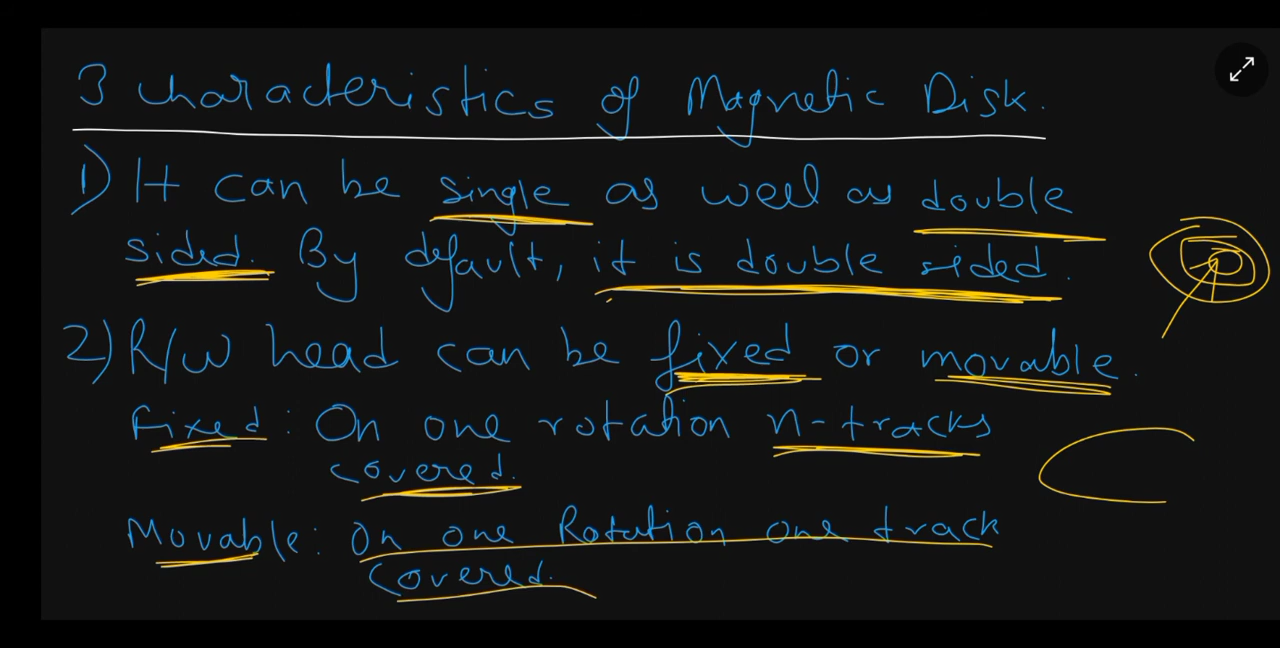 3 characteristics of Magnetic Disk.
1) It can be single as well as double
sided. By default, it is double sided.
2) R/W head can be fixed or movable.
Fixed: On one rotation n-tracks
covered.
Movable: On one Rotation one track
covered.